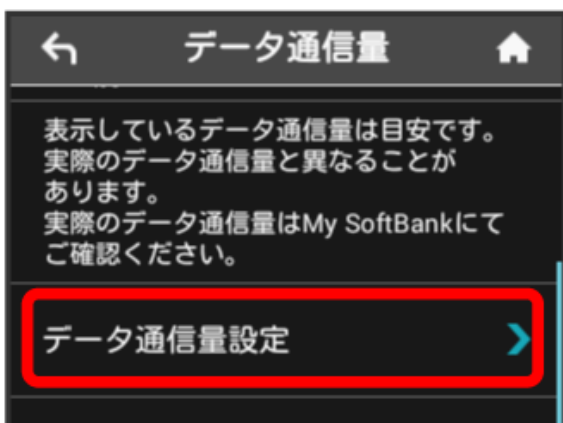 データ通信量
表示しているデータ通信量は目安です。
実際のデータ通信量と異なることが
あります。
実際のデータ通信量はMy SoftBankにて
ご確認ください。
データ通信量設定